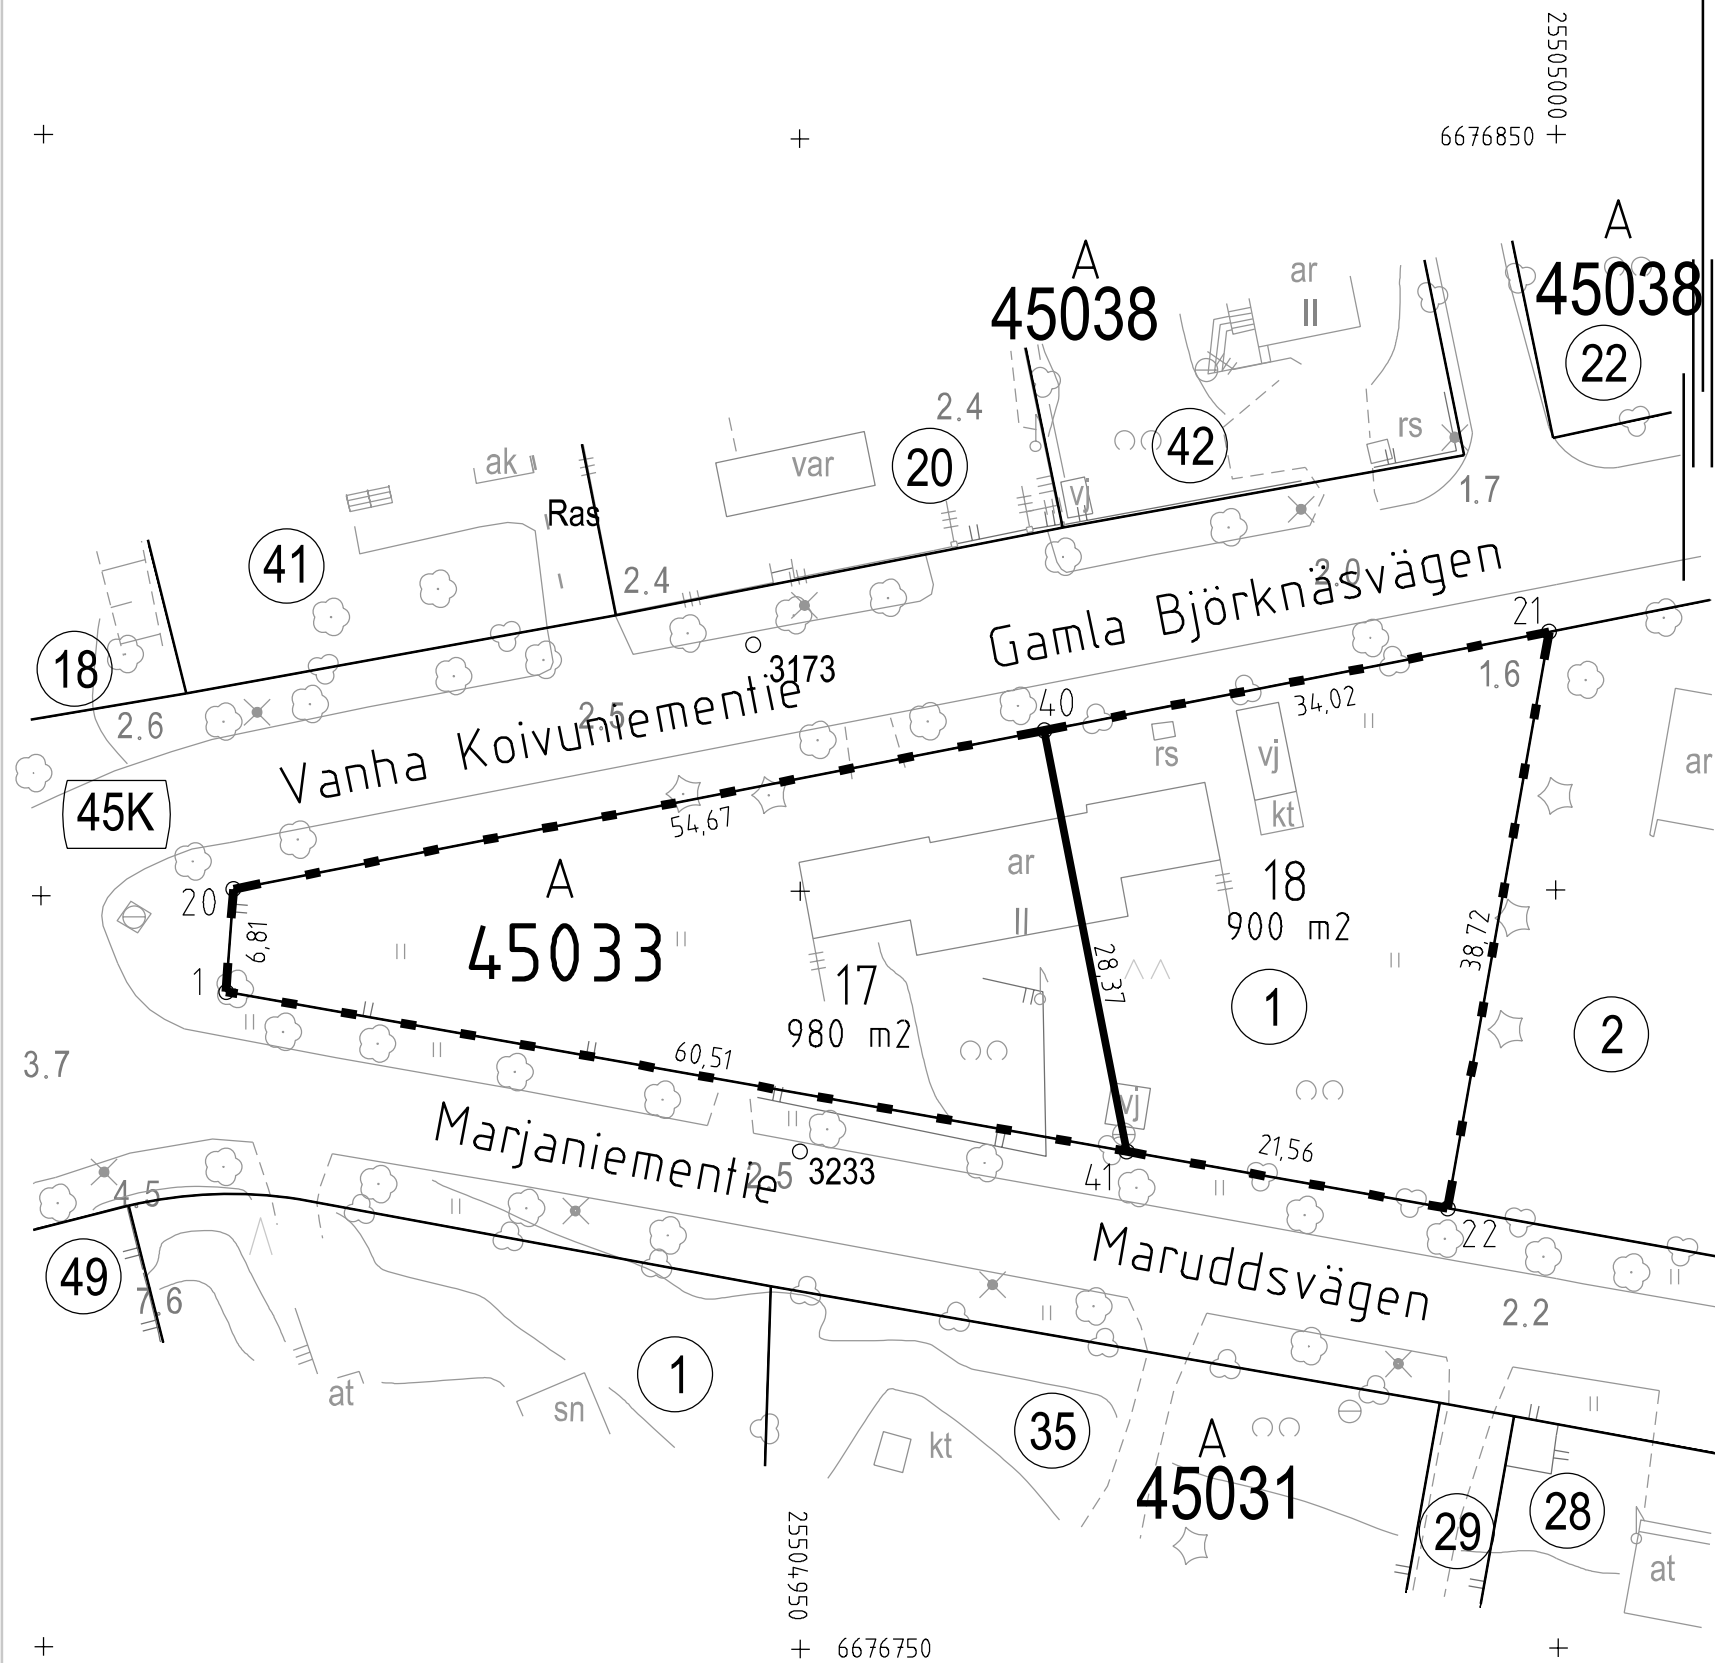 25505000
6676850
A
45038
A
45038
22
ar
II
2.4
42
rs
20
ak
var
Ras
vj
1.7
41
2.4
2.0
Gamla Björknäsvägen
21
18
3173
1.6
2.6
2.5
Vanha Koivuniementie
40
34,02
rs
vj
ar
kt
45K
54,67
A
ar
II
18
900 m2
20
6,81
45033
28,37
38,72
1
17
980 m2
1
2
3.7
60,51
vj
Marjaniementie
2.5
3233
41
21,56
22
4.5
Maruddsvägen
49
7.6
2.2
1
at
sn
kt
35
A
45031
29
28
at
25504950
6676750